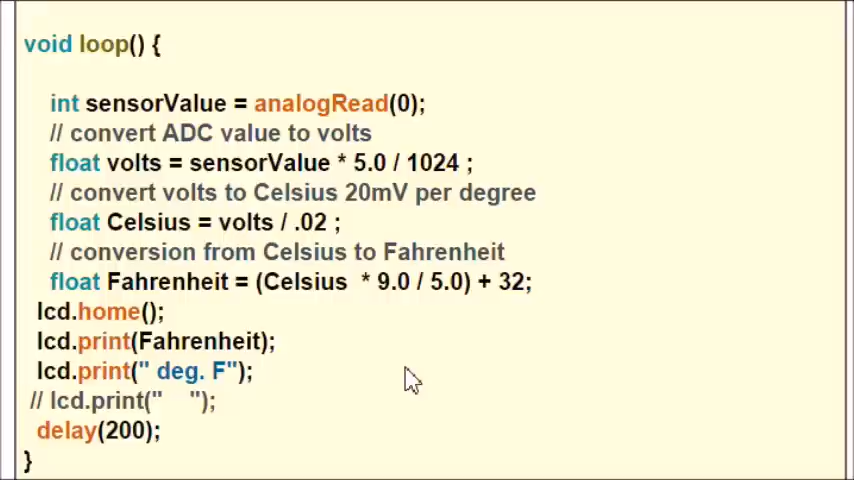 void loop() {
int sensorValue = analogRead(0);
// convert ADC value to volts
float volts = sensorValue * 5.0 / 1024 ;
// convert volts to Celsius 20mV per degree
float Celsius = volts / .02 ;
// conversion from Celsius to Fahrenheit
float Fahrenheit = (Celsius  * 9.0 / 5.0) + 32;
lcd.home();
lcd.print(Fahrenheit);
lcd.print(" deg. F");
// lcd.print("    ");
delay(200);
}